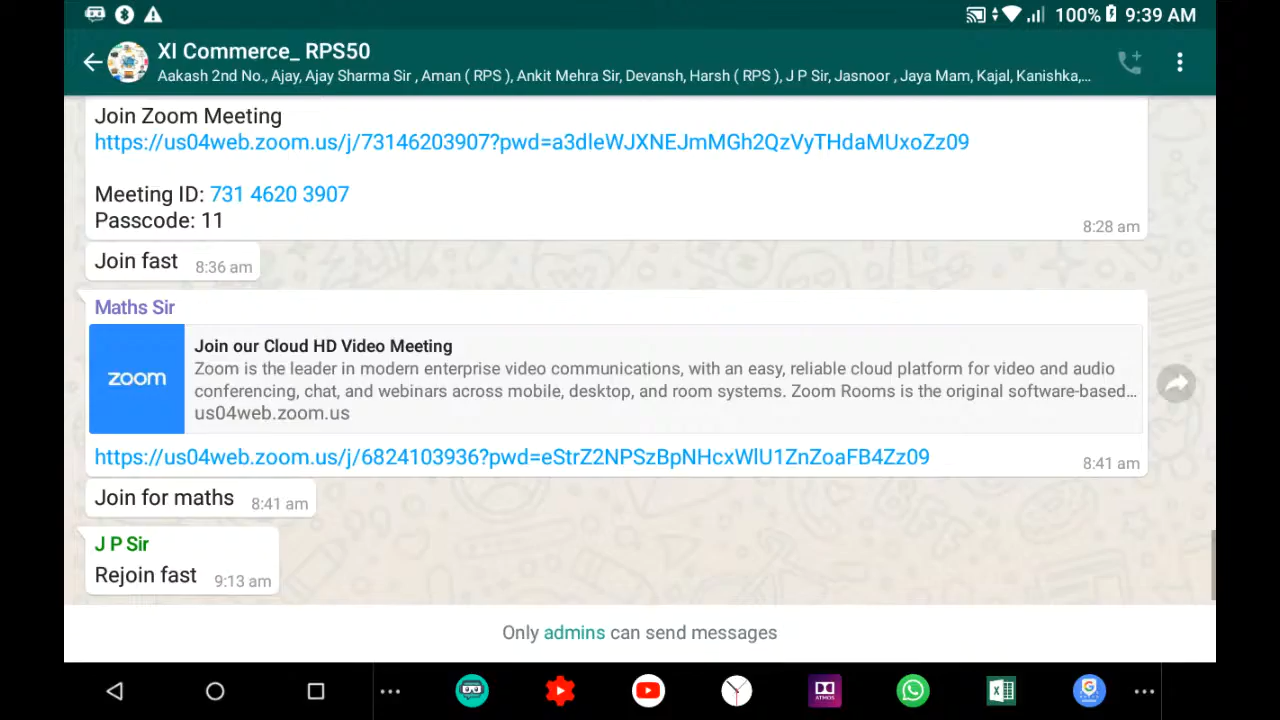 100% 9:39 AM
XI Commerce_ RPS50
Aakash 2nd No., Ajay, Ajay Sharma Sir , Aman ( RPS ), Ankit Mehra Sir, Devansh, Harsh ( RPS ), J P Sir, Jasnoor , Jaya Mam, Kajal, Kanishka,...
Join Zoom Meeting
https://us04web.zoom.us/j/73146203907?pwd=a3dleWJXNEJmMGh2QzVyTHdaMUxoZz09
Meeting ID: 731 4620 3907
Passcode: 11
8:28 am
Join fast 8:36 am
Maths Sir
Join our Cloud HD Video Meeting
zoom
Zoom is the leader in modern enterprise video communications, with an easy, reliable cloud platform for video and audio
conferencing, chat, and webinars across mobile, desktop, and room systems. Zoom Rooms is the original software-based...
us04web.zoom.us
https://us04web.zoom.us/j/6824103936?pwd=eStrZ2NPSzBpNHcxWlU1ZnZoaFB4Zz09
8:41 am
Join for maths 8:41 am
J P Sir
Rejoin fast 9:13 am
Only admins can send messages
DOLBY ATMOS